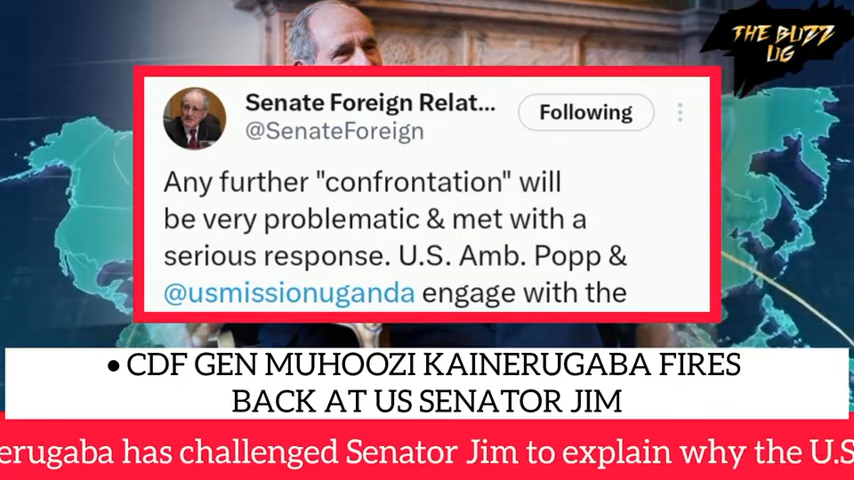 THE BUZZ
UG
Senate Foreign Relat...
@SenateForeign
Following
Any further "confrontation" will
be very problematic & met with a
serious response. U.S. Amb. Popp &
@usmissionuganda engage with the
• CDF GEN MUHOOZI KAINERUGABA FIRES
BACK AT US SENATOR JIM
erugaba has challenged Senator Jim to explain why the U.S